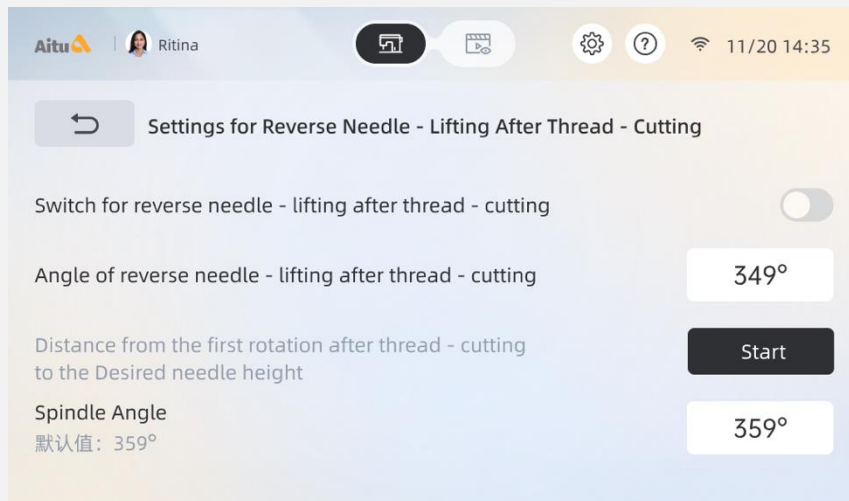 Aitu
Ritina
?
11/20 14:35
Settings for Reverse Needle - Lifting After Thread - Cutting
Switch for reverse needle - lifting after thread - cutting
Angle of reverse needle - lifting after thread - cutting
349°
Distance from the first rotation after thread - cutting
to the Desired needle height
Start
Spindle Angle
默认值：359°
359°